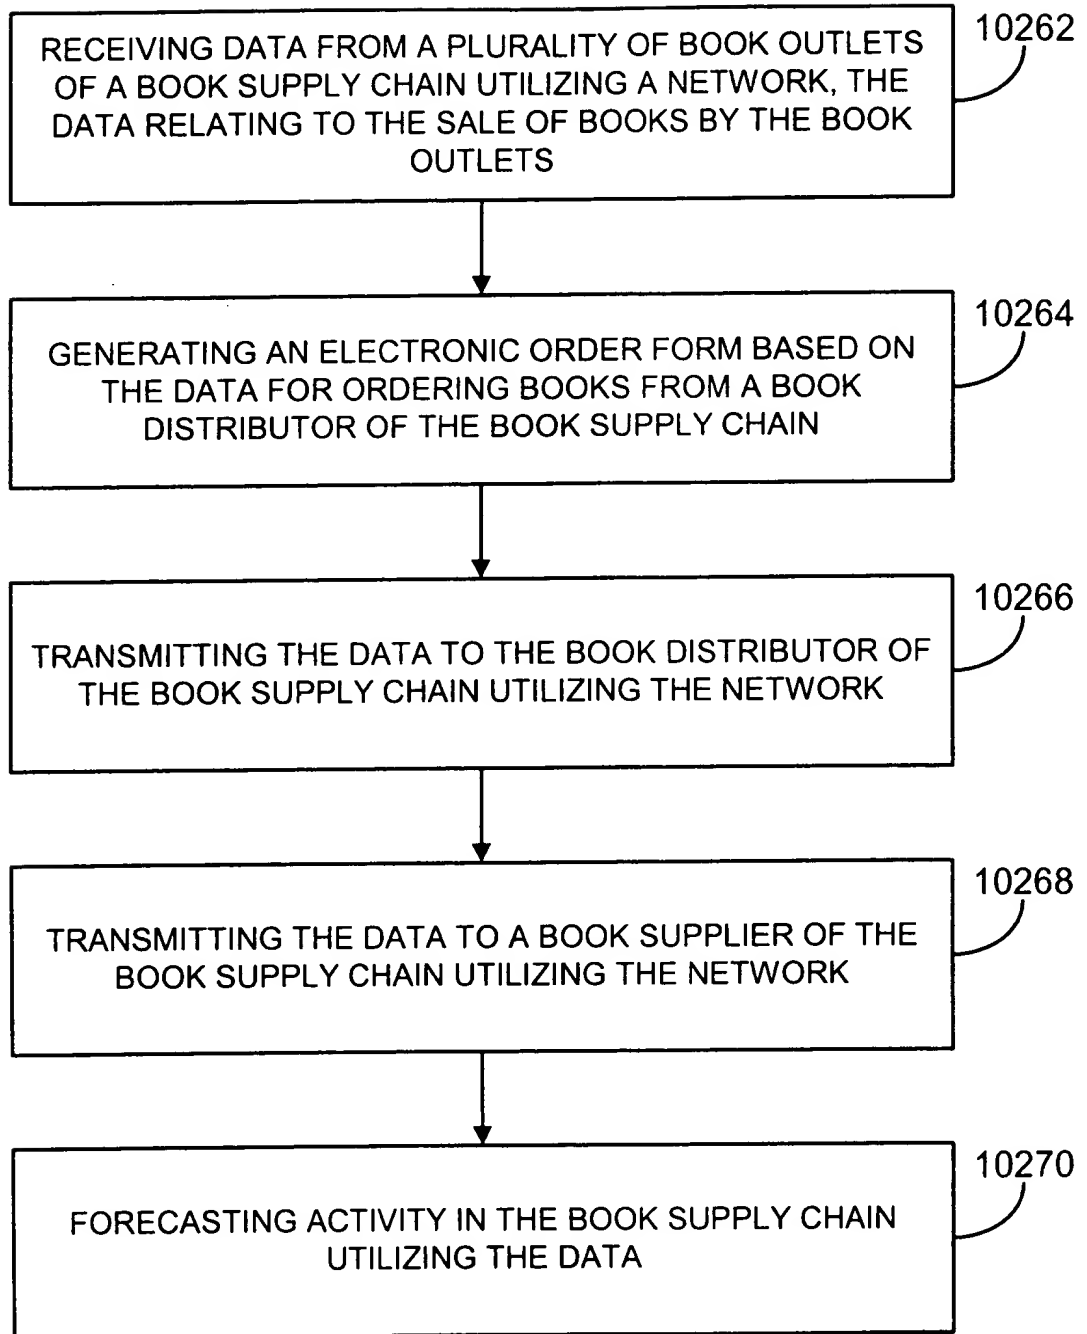 RECEIVING DATA FROM A PLURALITY OF BOOK OUTLETS
OF A BOOK SUPPLY CHAIN UTILIZING A NETWORK, THE
DATA RELATING TO THE SALE OF BOOKS BY THE BOOK
OUTLETS
10262
GENERATING AN ELECTRONIC ORDER FORM BASED ON
THE DATA FOR ORDERING BOOKS FROM A BOOK
DISTRIBUTOR OF THE BOOK SUPPLY CHAIN
10264
TRANSMITTING THE DATA TO THE BOOK DISTRIBUTOR OF
THE BOOK SUPPLY CHAIN UTILIZING THE NETWORK
10266
TRANSMITTING THE DATA TO A BOOK SUPPLIER OF THE
BOOK SUPPLY CHAIN UTILIZING THE NETWORK
10268
FORECASTING ACTIVITY IN THE BOOK SUPPLY CHAIN
UTILIZING THE DATA
10270